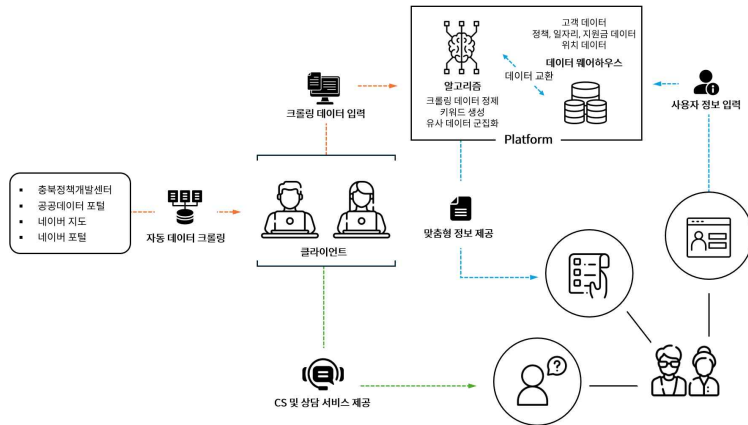 고객 데이터
정책, 일자리, 지원금 데이터
위치 데이터
데이터 웨어하우스
알고리즘
데이터 교환
크롤링 데이터 정제
키워드 생성
유사 데이터 군집화
Platform
크롤링 데이터 입력
사용자 정보 입력
충북정책개발센터
공공데이터 포털
네이버 지도
네이버 포털
자동 데이터 크롤링
클라이언트
맞춤형 정보 제공
CS 및 상담 서비스 제공